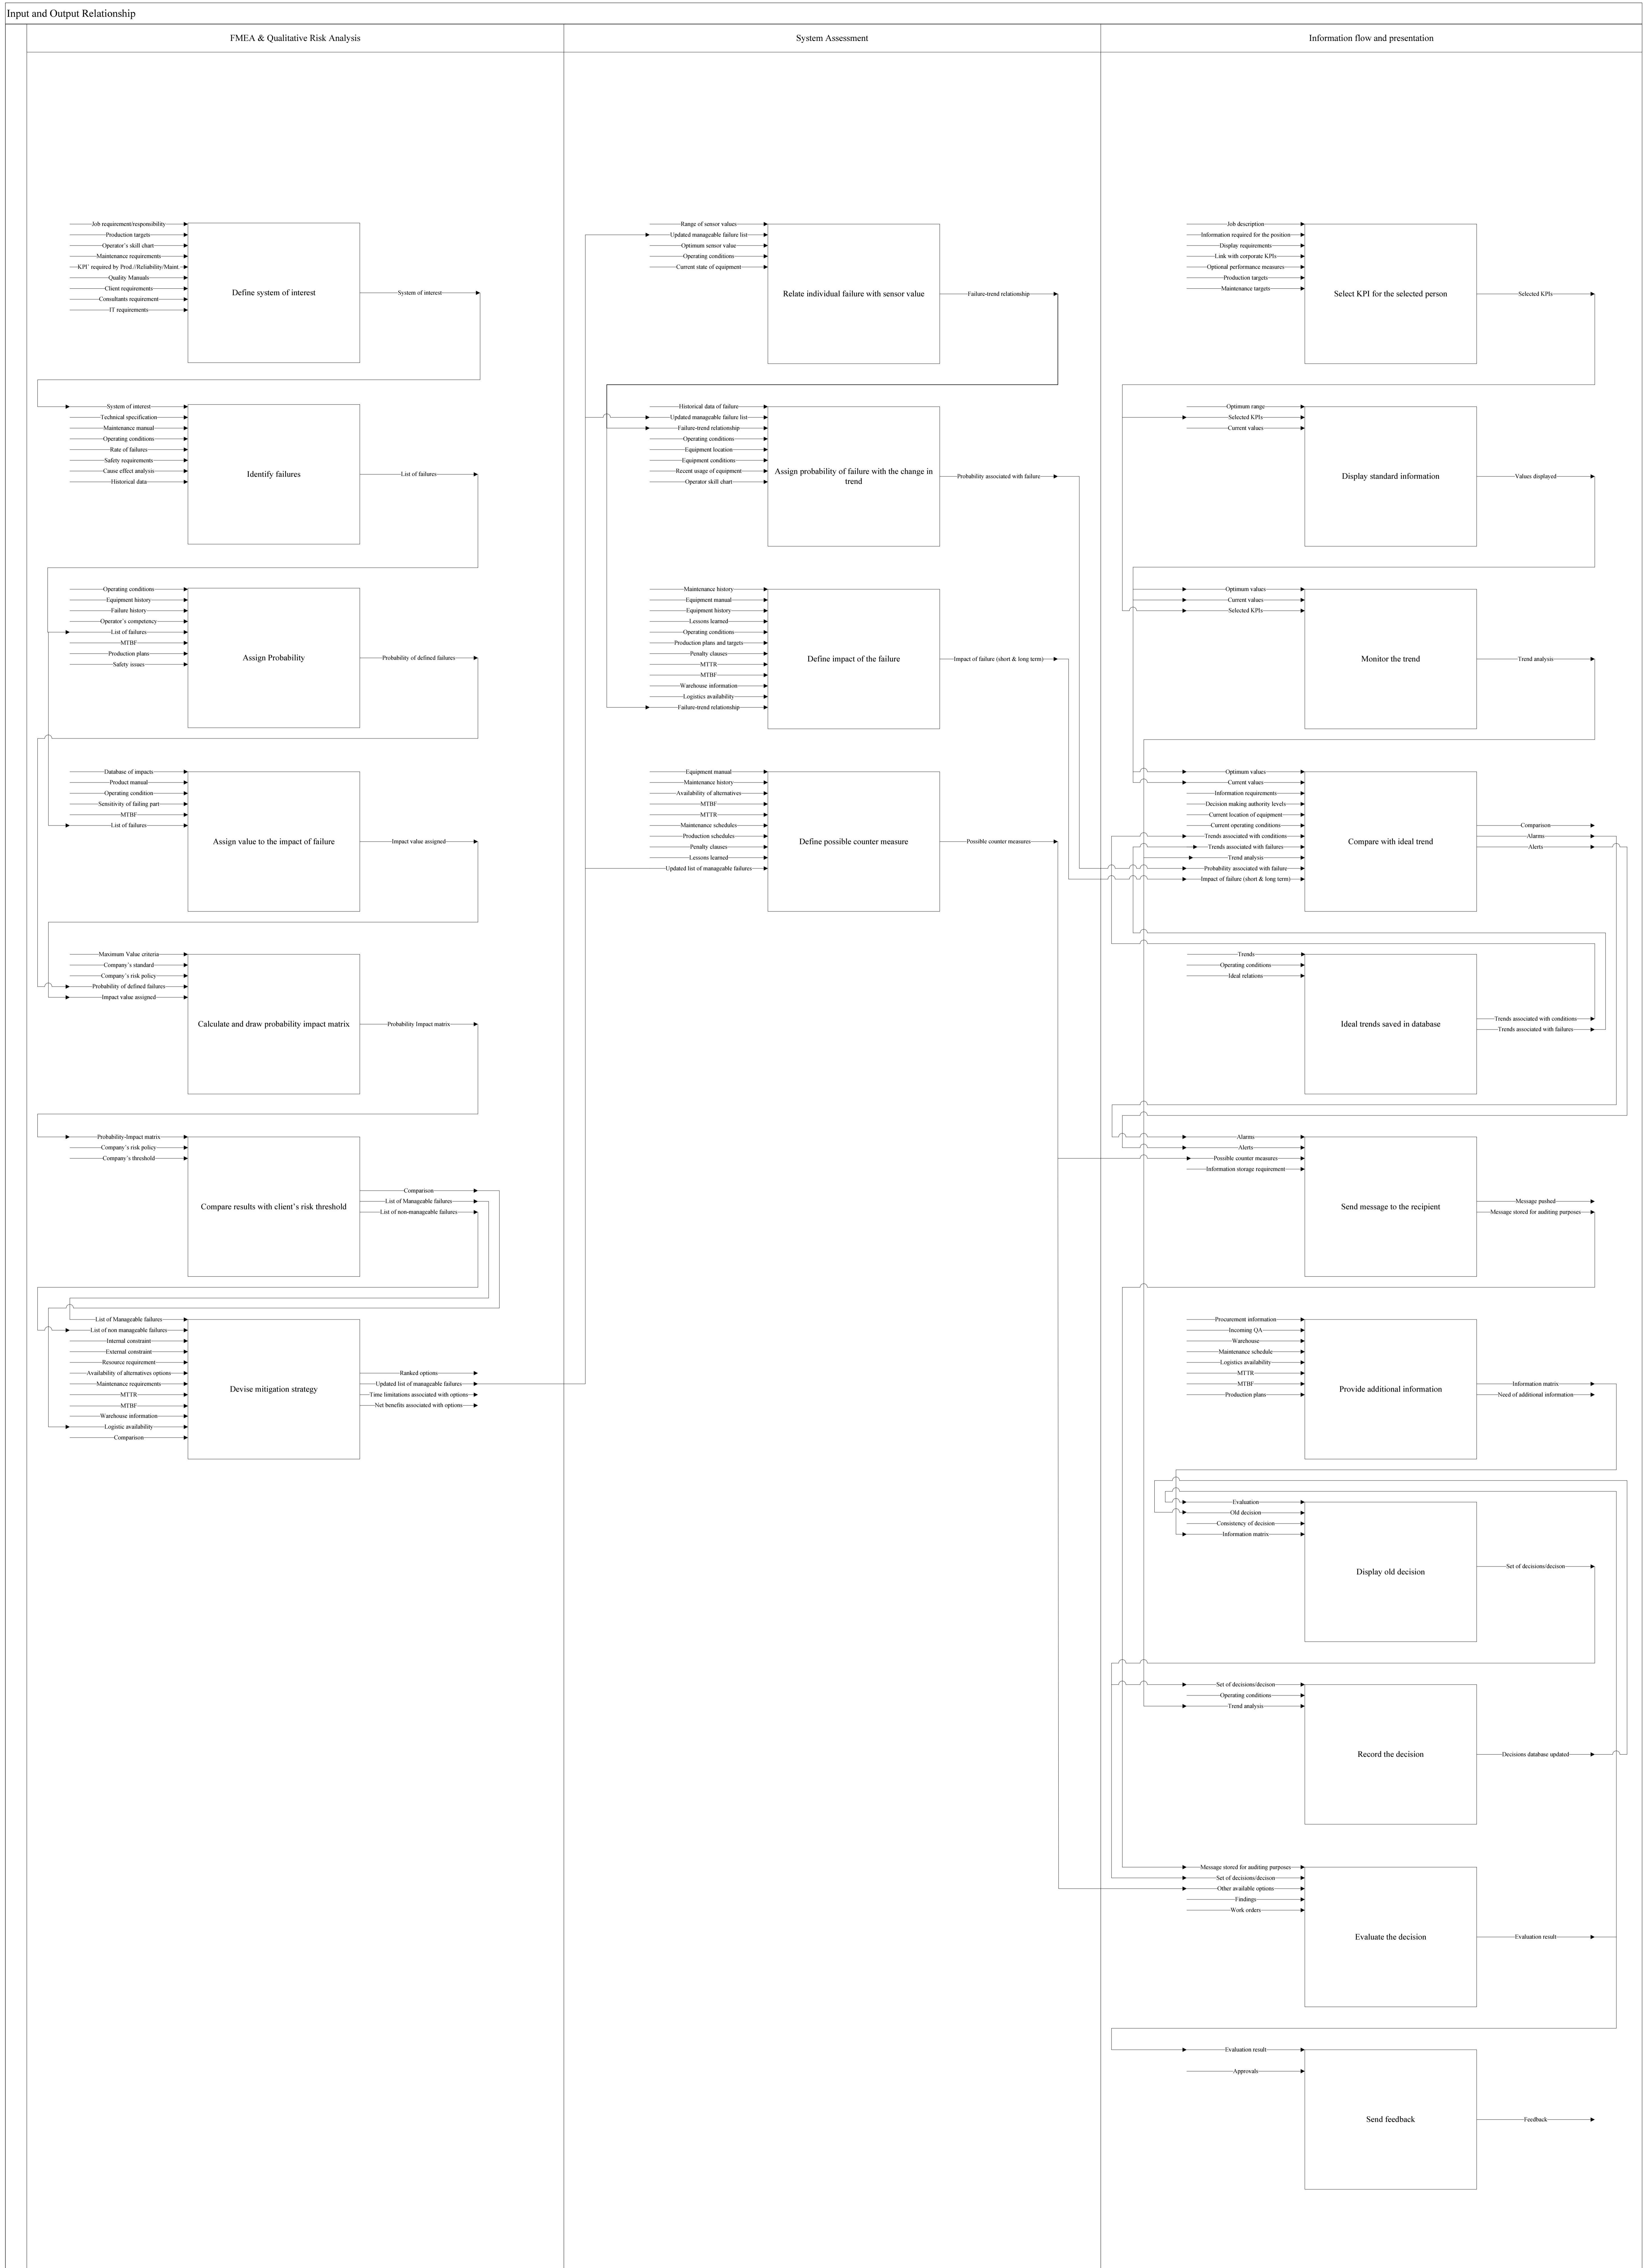 Input and Output Relationship
FMEA & Qualitative Risk Analysis
System Assessment
Information flow and presentation
Job requirement/responsibility
Production targets
Operator`s skill chart
Maintenance requirements
KPI` required by Prod.//Reliability/Maint.
Quality Manuals
Client requirements
Consultants requirement
IT requirements
Define system of interest
System of interest
System of interest
Technical specification
Maintenance manual
Operating conditions
Rate of failures
Safety requirements
Cause effect analysis
Historical data
Identify failures
List of failures
Operating conditions
Equipment history
Failure history
Operator`s competency
List of failures
MTBF
Production plans
Safety issues
Assign Probability
Probability of defined failures
Database of impacts
Product manual
Operating condition
Sensitivity of failing part
MTBF
List of failures
Assign value to the impact of failure
Impact value assigned
Maximum Value criteria
Company`s standard
Company`s risk policy
Probability of defined failures
Impact value assigned
Calculate and draw probability impact matrix
Probability Impact matrix
Probability-Impact matrix
Company`s risk policy
Company`s threshold
Compare results with client`s risk threshold
Comparison
List of Manageable failures
List of non-manageable failures
List of Manageable failures
List of non manageable failures
Internal constraint
External constraint
Resource requirement
Availability of alternatives options
Maintenance requirements
MTTR
MTBF
Warehouse information
Logistic availability
Comparison
Devise mitigation strategy
Ranked options
Updated list of manageable failures
Time limitations associated with options
Net benefits associated with options
Range of sensor values
Updated manageable failure list
Optimum sensor value
Operating conditions
Current state of equipment
Relate individual failure with sensor value
Failure-trend relationship
Historical data of failure
Updated manageable failure list
Failure-trend relationship
Operating conditions
Equipment location
Equipment conditions
Recent usage of equipment
Operator skill chart
Assign probability of failure with the change in
trend
Probability associated with failure
Maintenance history
Equipment manual
Equipment history
Lessons learned
Operating conditions
Production plans and targets
Penalty clauses
MTTR
MTBF
Warehouse information
Logistics availability
Failure-trend relationship
Define impact of the failure
Impact of failure (short & long term)
Equipment manual
Maintenance history
Availability of alternatives
MTBF
MTTR
Maintenance schedules
Production schedules
Penalty clauses
Lessons learned
Updated list of manageable failures
Define possible counter measure
Possible counter measures
Job description
Information required for the position
Display requirements
Link with corporate KPIs
Optional performance measures
Production targets
Maintenance targets
Select KPI for the selected person
Selected KPIs
Optimum range
Selected KPIs
Current values
Display standard information
Values displayed
Optimum values
Current values
Selected KPIs
Monitor the trend
Trend analysis
Optimum values
Current values
Information requirements
Decision making authority levels
Current location of equipment
Current operating conditions
Trends associated with conditions
Trends associated with failures
Trend analysis
Probability associated with failure
Impact of failure (short & long term)
Compare with ideal trend
Comparison
Alarms
Alerts
Trends
Operating conditions
Ideal relations
Ideal trends saved in database
Trends associated with conditions
Trends associated with failures
Alarms
Alerts
Possible counter measures
Information storage requirement
Send message to the recipient
Message pushed
Message stored for auditing purposes
Procurement information
Incoming QA
Warehouse
Maintenance schedule
Logistics availability
MTTR
MTBF
Production plans
Provide additional information
Information matrix
Need of additional information
Evaluation
Old decision
Consistency of decision
Information matrix
Display old decision
Set of decisions/decison
Set of decisions/decison
Operating conditions
Trend analysis
Record the decision
Decisions database updated
Message stored for auditing purposes
Set of decisions/decison
Other available options
Findings
Work orders
Evaluate the decision
Evaluation result
Evaluation result
Approvals
Send feedback
Feedback